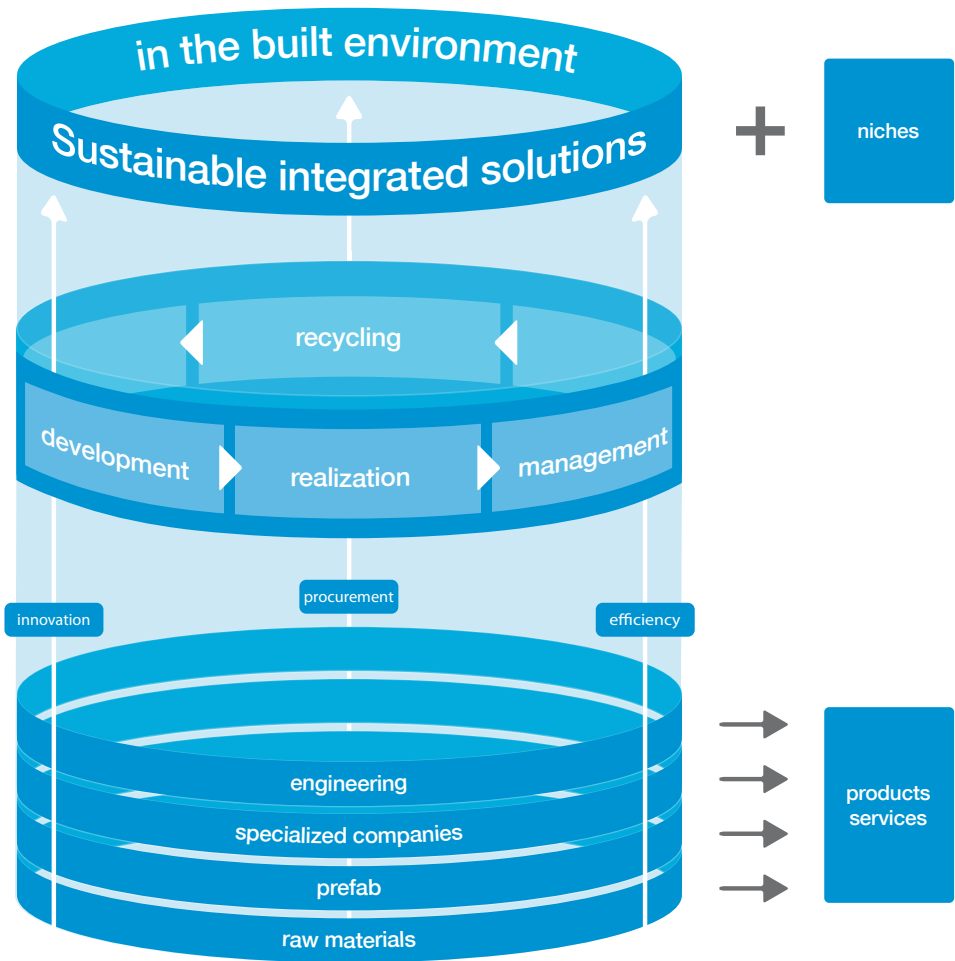 in the built environment
Sustainable integrated solutions
niches
recycling
development
realization
management
innovation
procurement
efficiency
engineering
specialized companies
prefab
raw materials
products
services